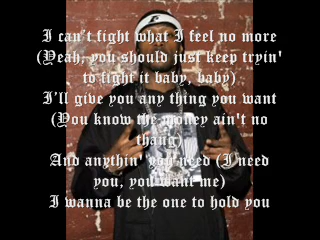 I can't fight what I feel no more
(Yeah, you should just keep tryin'
to fight it baby, baby)
I'll give you any thing you want
(You know the money ain't no
thang)
And anythin' you need (I need
you, you want me)
I wanna be the one to hold you